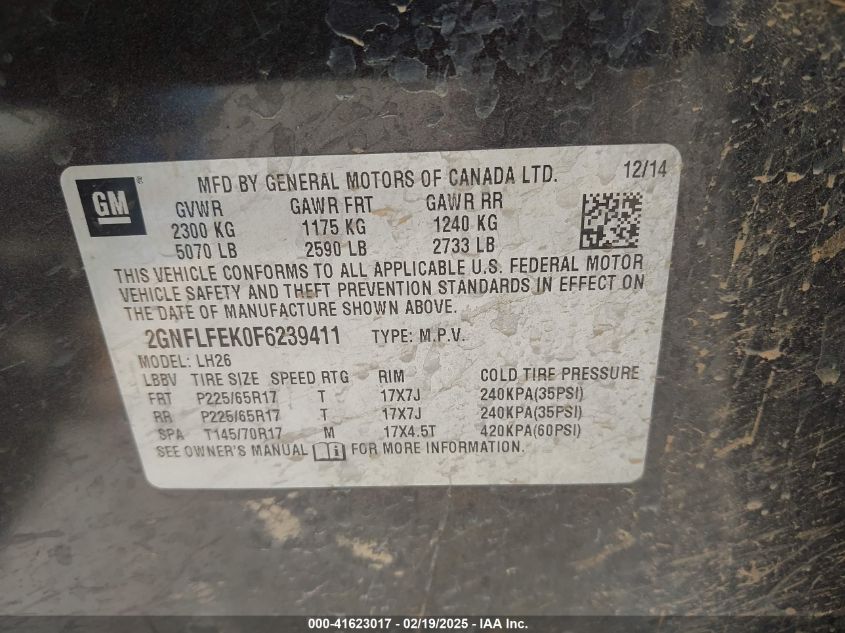 GM®
MFD BY GENERAL MOTORS OF CANADA LTD. 12/14
GVWR GAWR FRT GAWR RR
2300 KG 1175 KG 1240 KG
5070 LB 2590 LB 2733 LB
THIS VEHICLE CONFORMS TO ALL APPLICABLE U.S. FEDERAL MOTOR
VEHICLE SAFETY AND THEFT PREVENTION STANDARDS IN EFFECT ON
THE DATE OF MANUFACTURE SHOWN ABOVE.
2GNFLFEK0F6239411 TYPE: M.P.V.
MODEL: LH26
LBBV TIRE SIZE SPEED RTG RIM COLD TIRE PRESSURE
FRT P225/65R17 T 17X7J 240KPA(35PSI)
RR P225/65R17 T 17X7J 240KPA(35PSI)
SPA T145/70R17 M 17X4.5T 420KPA(60PSI)
SEE OWNER'S MANUAL i FOR MORE INFORMATION.
000-41623017 - 02/19/2025 - IAA Inc.